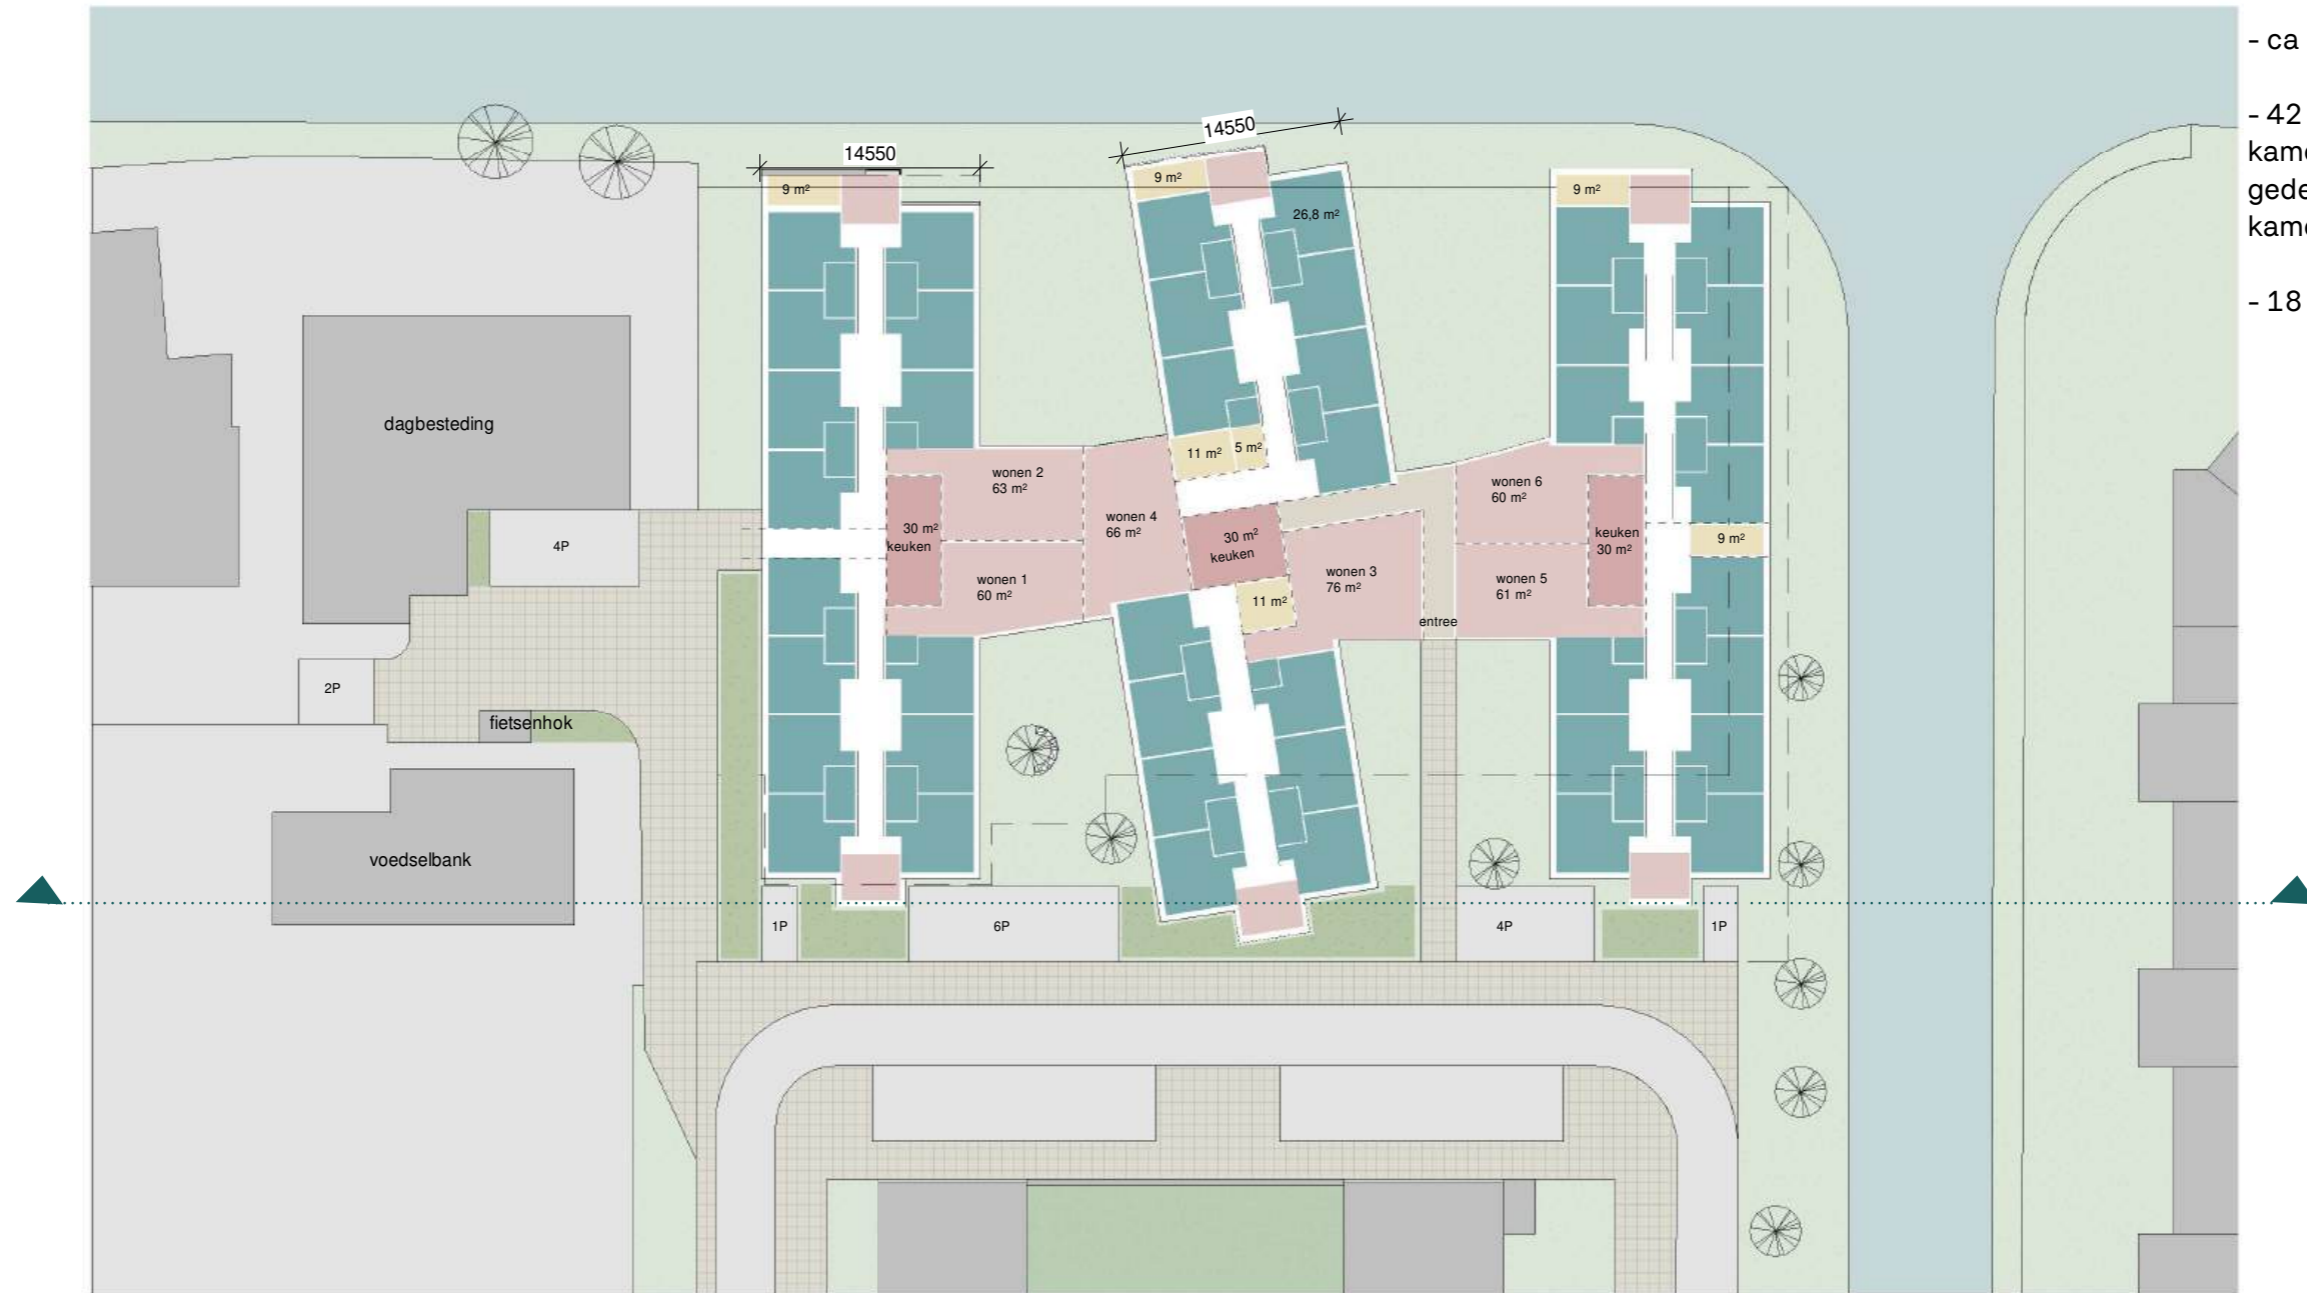 - ca
- 42
kame
gede
kame
- 18
14550
14550
9 m²
9 m²
9 m²
26,8 m²
dagbesteding
11 m²
5 m²
wonen 2
63 m²
wonen 6
60 m²
wonen 4
66 m²
30 m²
keuken
30 m²
keuken
keuken
30 m²
9 m²
4P
wonen 1
60 m²
wonen 3
76 m²
wonen 5
61 m²
11 m²
entree
2P
fietsenhok
voedselbank
1P
6P
4P
1P